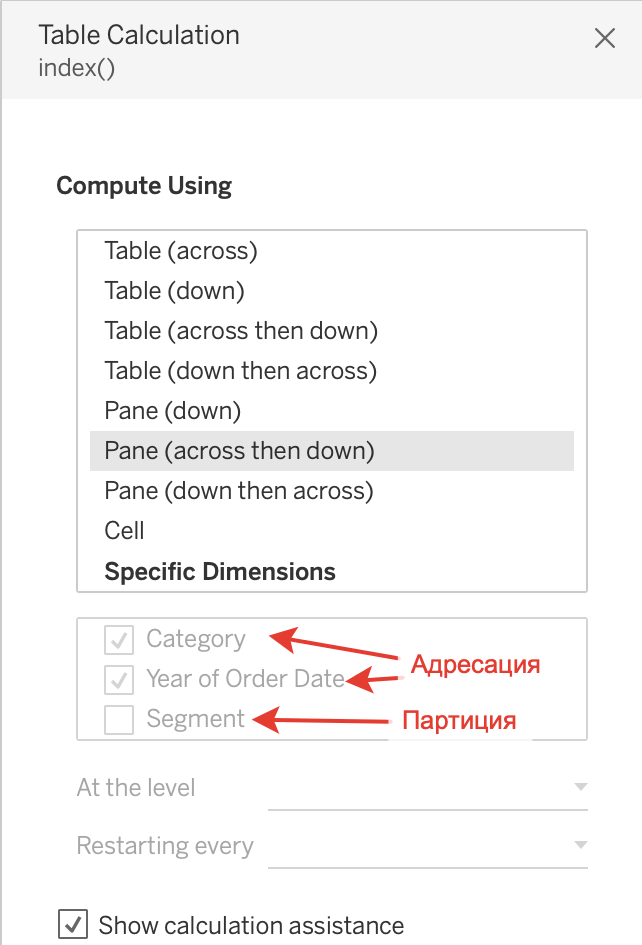 Table Calculation
index()
Compute Using
Table (across)
Table (down)
Table (across then down)
Table (down then across)
Pane (down)
Pane (across then down)
Pane (down then across)
Cell
Specific Dimensions
Category
Адресация
Year of Order Date
Segment
Партиция
At the level
Restarting every
Show calculation assistance